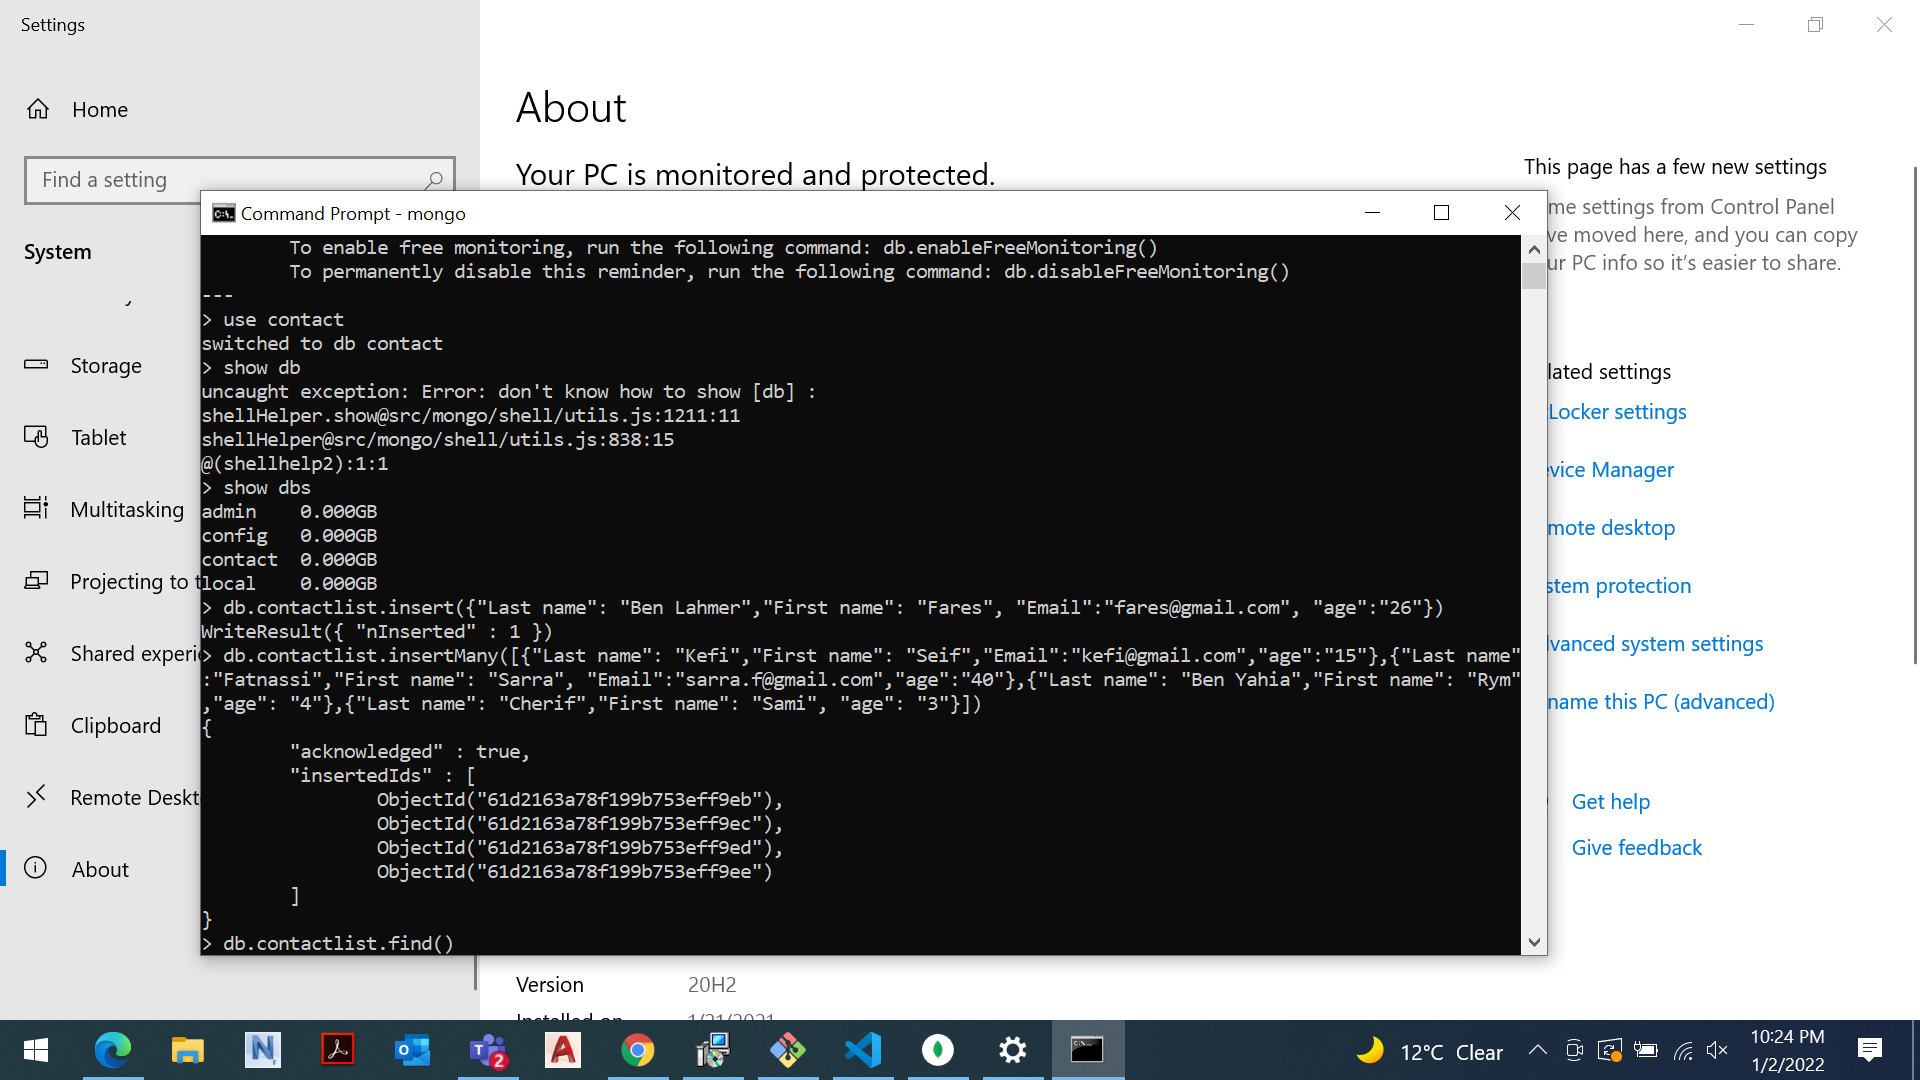 Settings
Home
Find a setting
System
Storage
Tablet
Multitasking
Projecting to t
Shared experi
Clipboard
Remote Deskt
About
About
Your PC is monitored and protected.
Command Prompt - mongo
To enable free monitoring, run the following command: db.enableFreeMonitoring()
To permanently disable this reminder, run the following command: db.disableFreeMonitoring()
---
> use contact
switched to db contact
> show db
uncaught exception: Error: don't know how to show [db] :
shellHelper.show@src/mongo/shell/utils.js:1211:11
shellHelper@src/mongo/shell/utils.js:838:15
@(shellhelp2):1:1
> show dbs
admin    0.000GB
config   0.000GB
contact  0.000GB
local    0.000GB
> db.contactlist.insert({"Last name": "Ben Lahmer","First name": "Fares", "Email":"fares@gmail.com", "age":"26"})
WriteResult({ "nInserted" : 1 })
> db.contactlist.insertMany([{"Last name": "Kefi","First name": "Seif","Email":"kefi@gmail.com","age":"15"},{"Last name"
:"Fatnassi","First name": "Sarra", "Email":"sarra.f@gmail.com","age":"40"},{"Last name": "Ben Yahia","First name": "Rym"
,"age": "4"},{"Last name": "Cherif","First name": "Sami", "age": "3"}])
{
"acknowledged" : true,
"insertedIds" : [
ObjectId("61d2163a78f199b753eff9eb"),
ObjectId("61d2163a78f199b753eff9ec"),
ObjectId("61d2163a78f199b753eff9ed"),
ObjectId("61d2163a78f199b753eff9ee")
]
}
> db.contactlist.find()
This page has a few new settings
me settings from Control Panel
ve moved here, and you can copy
ur PC info so it's easier to share.
lated settings
Locker settings
vice Manager
mote desktop
stem protection
vanced system settings
name this PC (advanced)
Get help
Give feedback
Version 20H2
Installed on 1/21/2021
2
12°C Clear
10:24 PM
1/2/2022